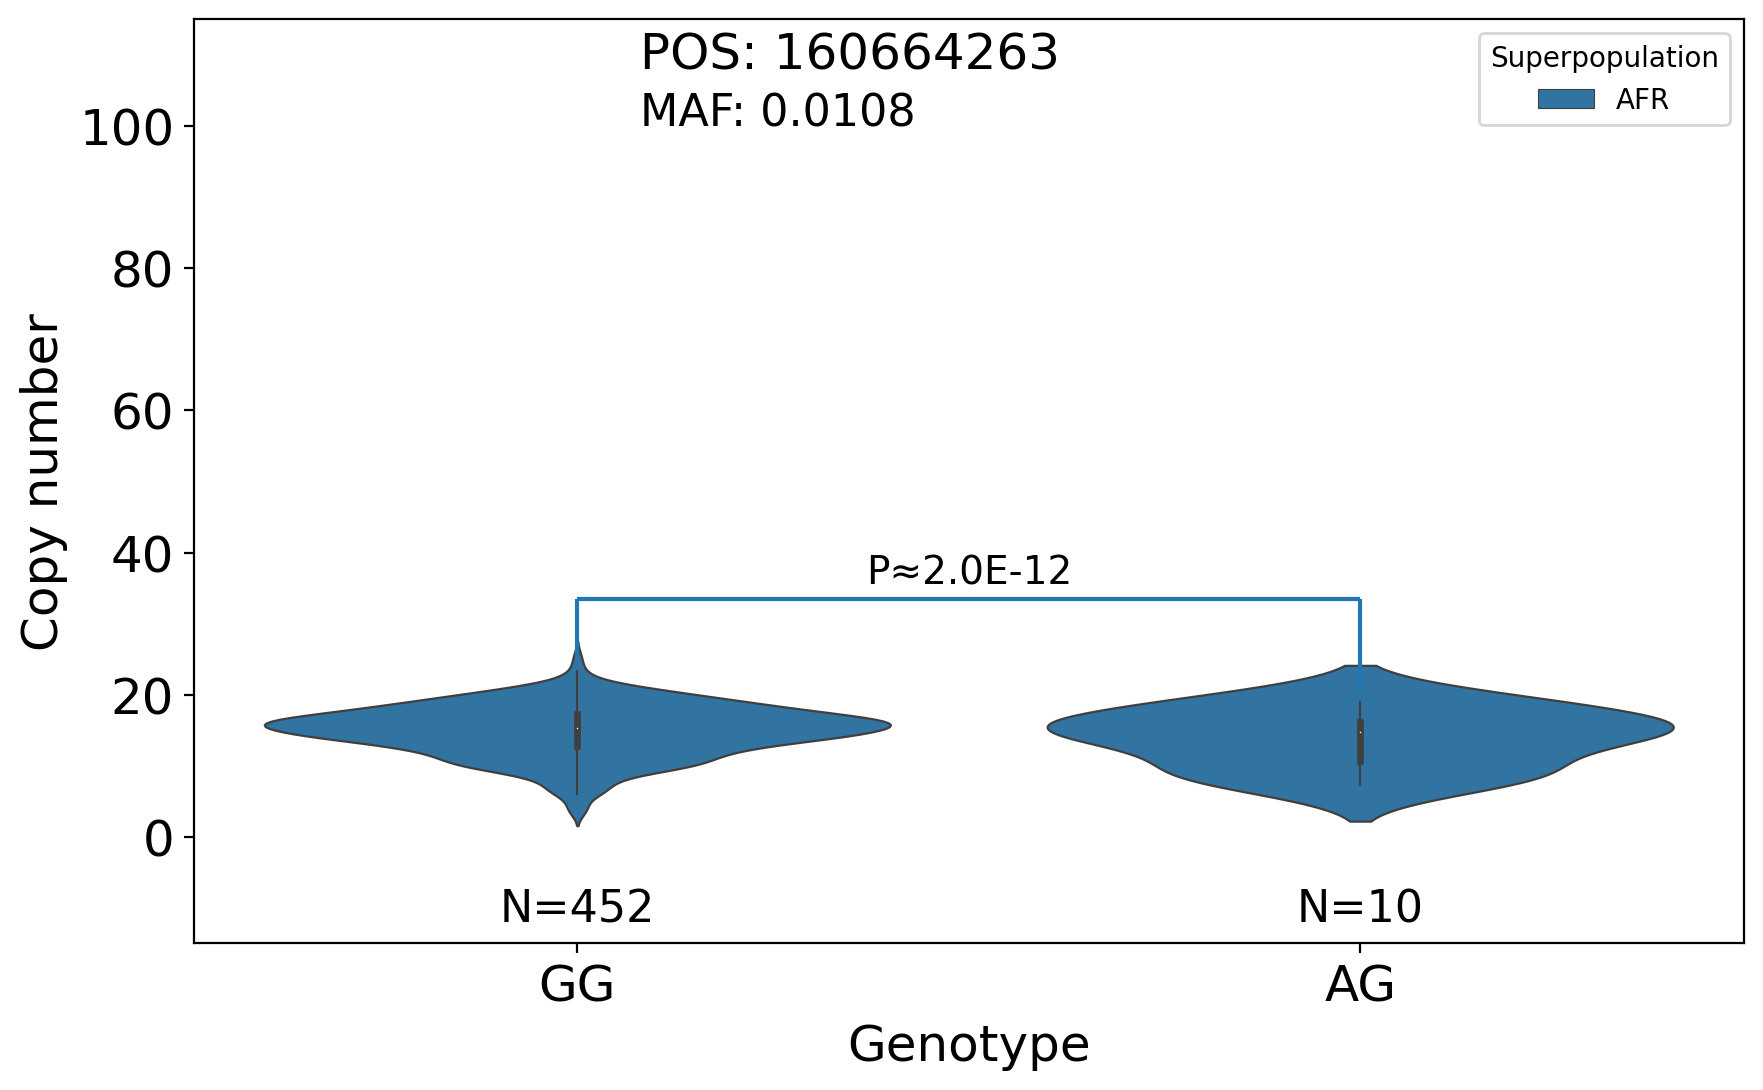 POS: 160664263
MAF: 0.0108
Superpopulation
AFR
Copy number
100
80
60
40
20
0
P≈2.0E-12
N=452
N=10
GG
AG
Genotype